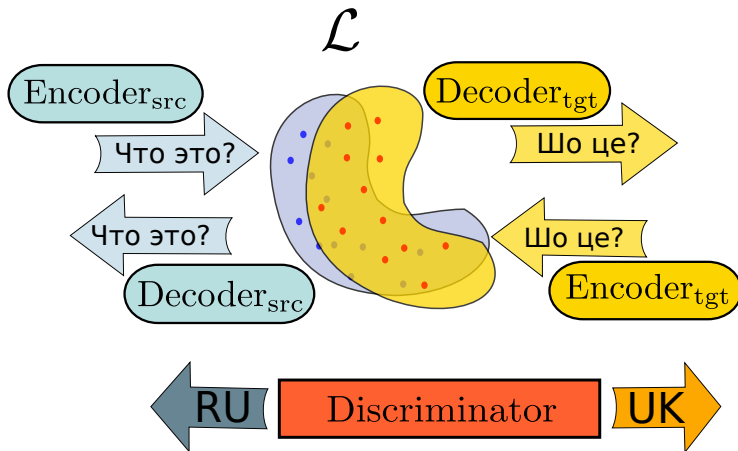 ℒ
Encoder_src
Decoder_tgt
Что это?
Шо це?
Что это?
Шо це?
Decoder_src
Encoder_tgt
RU
Discriminator
UK